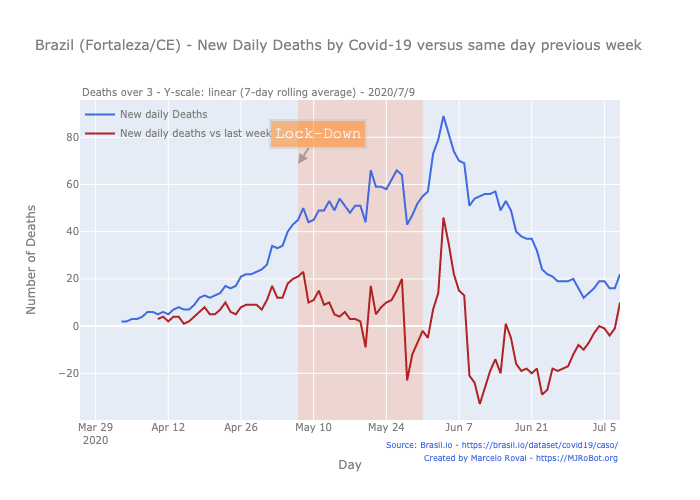 Brazil (Fortaleza/CE) - New Daily Deaths by Covid-19 versus same day previous week
Deaths over 3 - Y-scale: linear (7-day rolling average) - 2020/7/9
New daily Deaths
New daily deaths vs last week
Lock-Down
80
60
40
20
0
−20
Number of Deaths
Mar 29
2020
Apr 12
Apr 26
May 10
May 24
Jun 7
Jun 21
Jul 5
Day
Source: Brasil.io - https://brasil.io/dataset/covid19/caso/
Created by Marcelo Rovai - https://MJRoBot.org